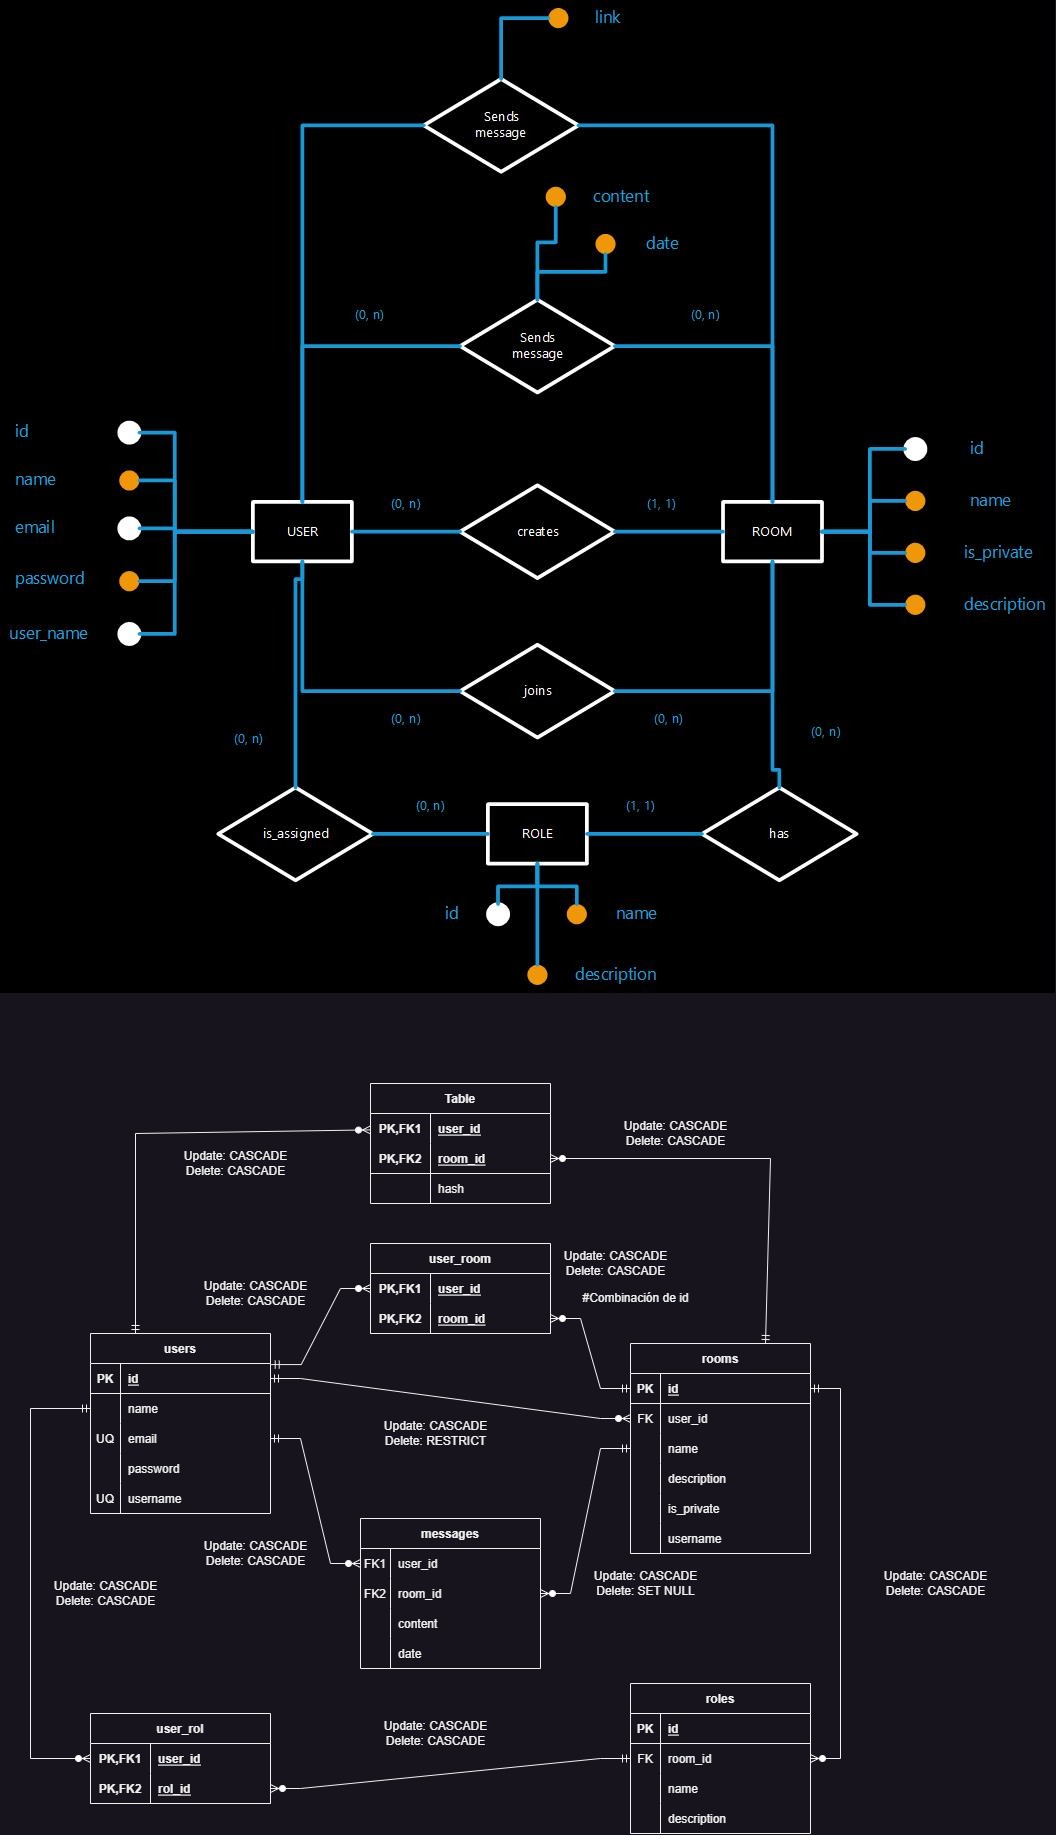 link
Sends
message
content
date
(0, n)
(0, n)
Sends
message
id
name
email
password
user_name
USER
(0, n)
creates
(1, 1)
ROOM
id
name
is_private
description
joins
(0, n)
(0, n)
(0, n)
(0, n)
is_assigned
(0, n)
ROLE
(1, 1)
has
id
name
description
Table
PK,FK1 user_id
PK,FK2 room_id
hash
Update: CASCADE
Delete: CASCADE
Update: CASCADE
Delete: CASCADE
user_room
PK,FK1 user_id
PK,FK2 room_id
Update: CASCADE
Delete: CASCADE
#Combinación de id
Update: CASCADE
Delete: CASCADE
users
PK id
name
UQ email
password
UQ username
rooms
PK id
FK user_id
name
description
is_private
username
Update: CASCADE
Delete: RESTRICT
messages
FK1 user_id
FK2 room_id
content
date
Update: CASCADE
Delete: CASCADE
Update: CASCADE
Delete: CASCADE
Update: CASCADE
Delete: SET NULL
Update: CASCADE
Delete: CASCADE
user_rol
PK,FK1 user_id
PK,FK2 rol_id
Update: CASCADE
Delete: CASCADE
roles
PK id
FK room_id
name
description